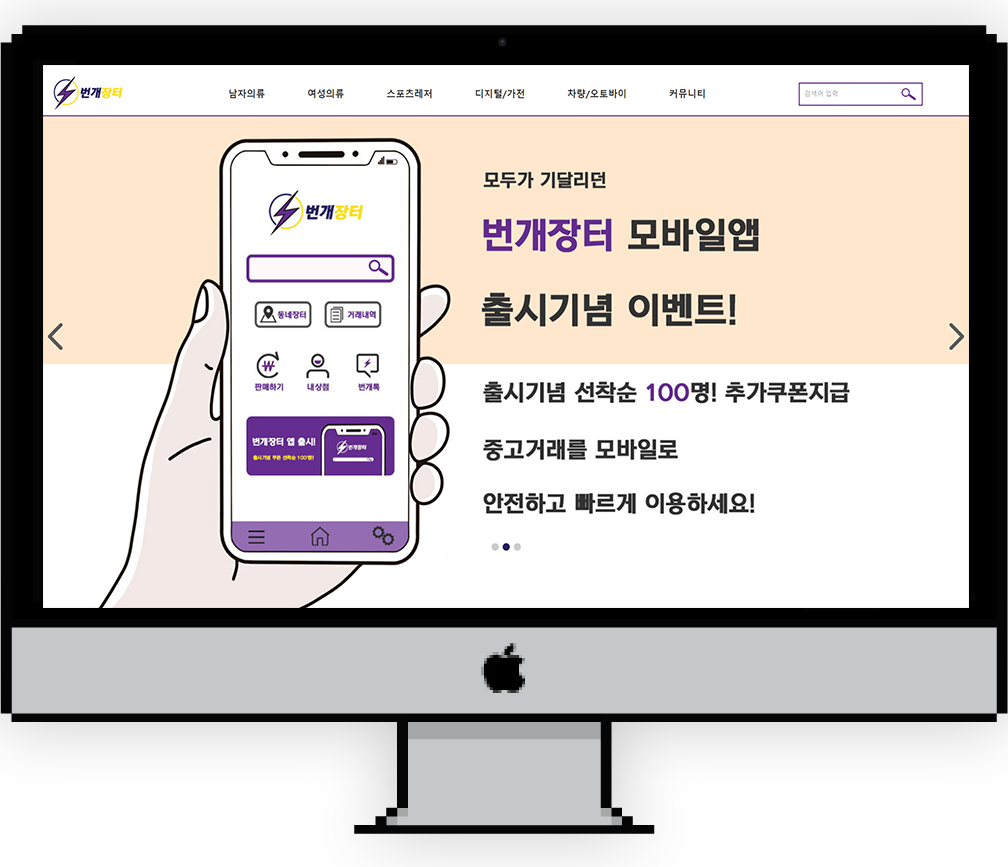 번개장터
남자의류 여성의류 스포츠레저 디지털/가전 차량/오토바이 커뮤니티
검색어 입력
번개장터
동네장터 거래내역
판매하기 내상점 번개톡
번개장터 앱 출시!
출시기념 쿠폰 선착순 100명!
번개장터
모두가 기달리던
번개장터 모바일앱
출시기념 이벤트!
출시기념 선착순 100명! 추가쿠폰지급
중고거래를 모바일로
안전하고 빠르게 이용하세요!